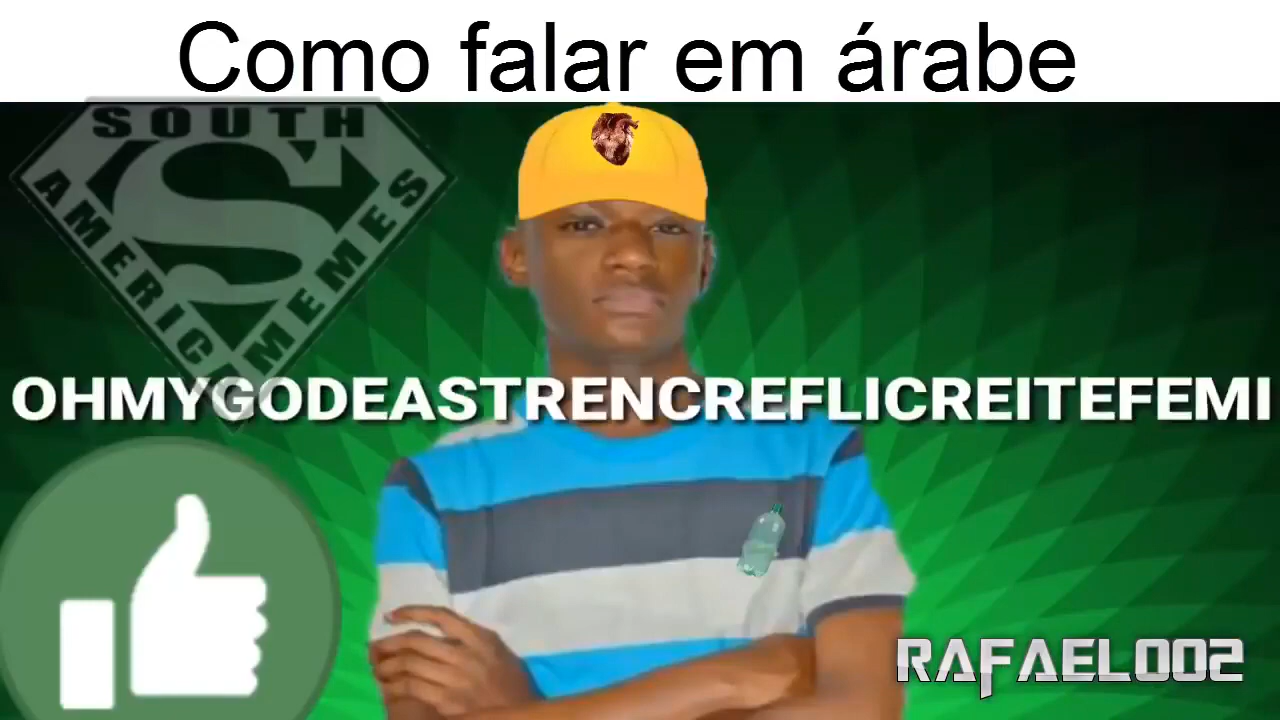 Como falar em árabe
SOUTH
S
AMERICA MEMES
OHMYGODEASTRENCREFLICREITEFEMI
RAFAEL002